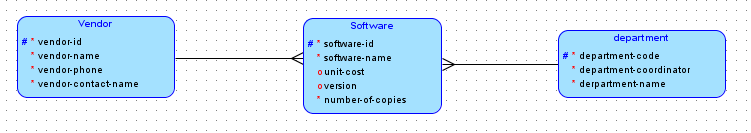 Vendor
# * vendor-id
* vendor-name
* vendor-phone
* vendor-contact-name
Software
# * software-id
* software-name
o unit-cost
o version
* number-of-copies
department
# * department-code
* department-coordinator
* derpartment-name